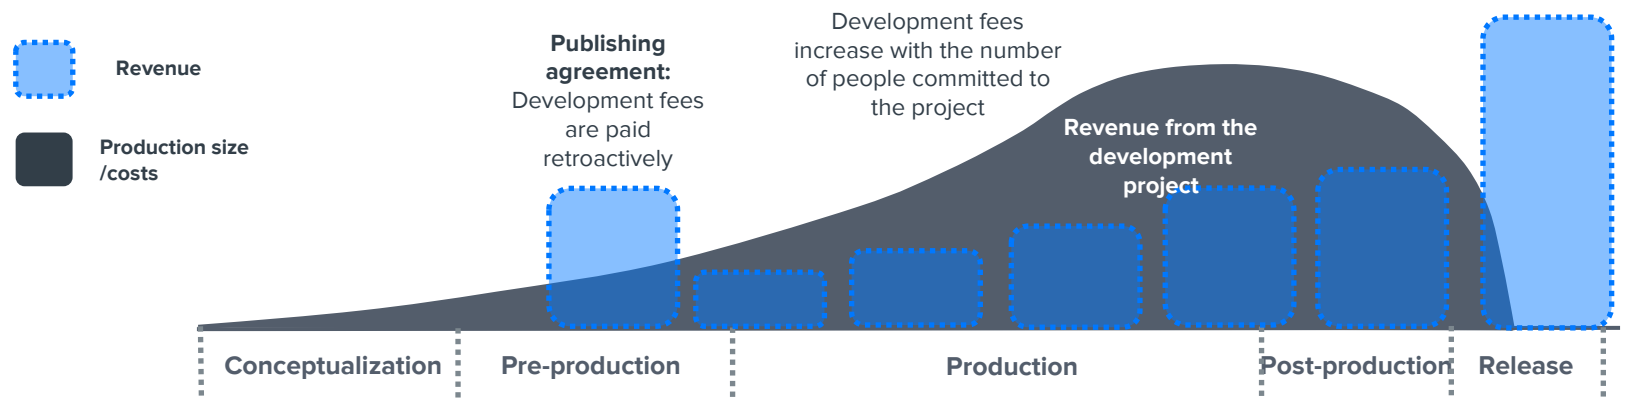 Revenue
Production size
/costs
Publishing
agreement:
Development fees
are paid
retroactively
Development fees
increase with the number
of people committed to
the project
Revenue from the
development
project
Conceptualization
Pre-production
Production
Post-production
Release